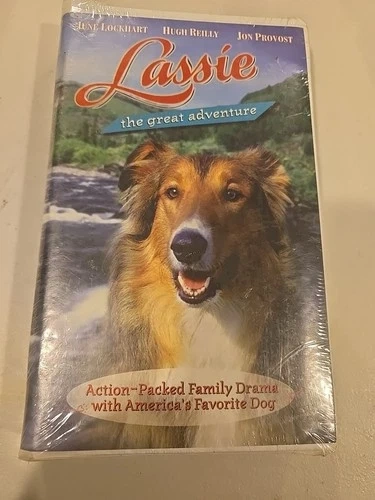 JUNE LOCKHART HUGH REILLY JON PROVOST
Lassie
the great adventure
Action-Packed Family Drama
with America's Favorite Dog